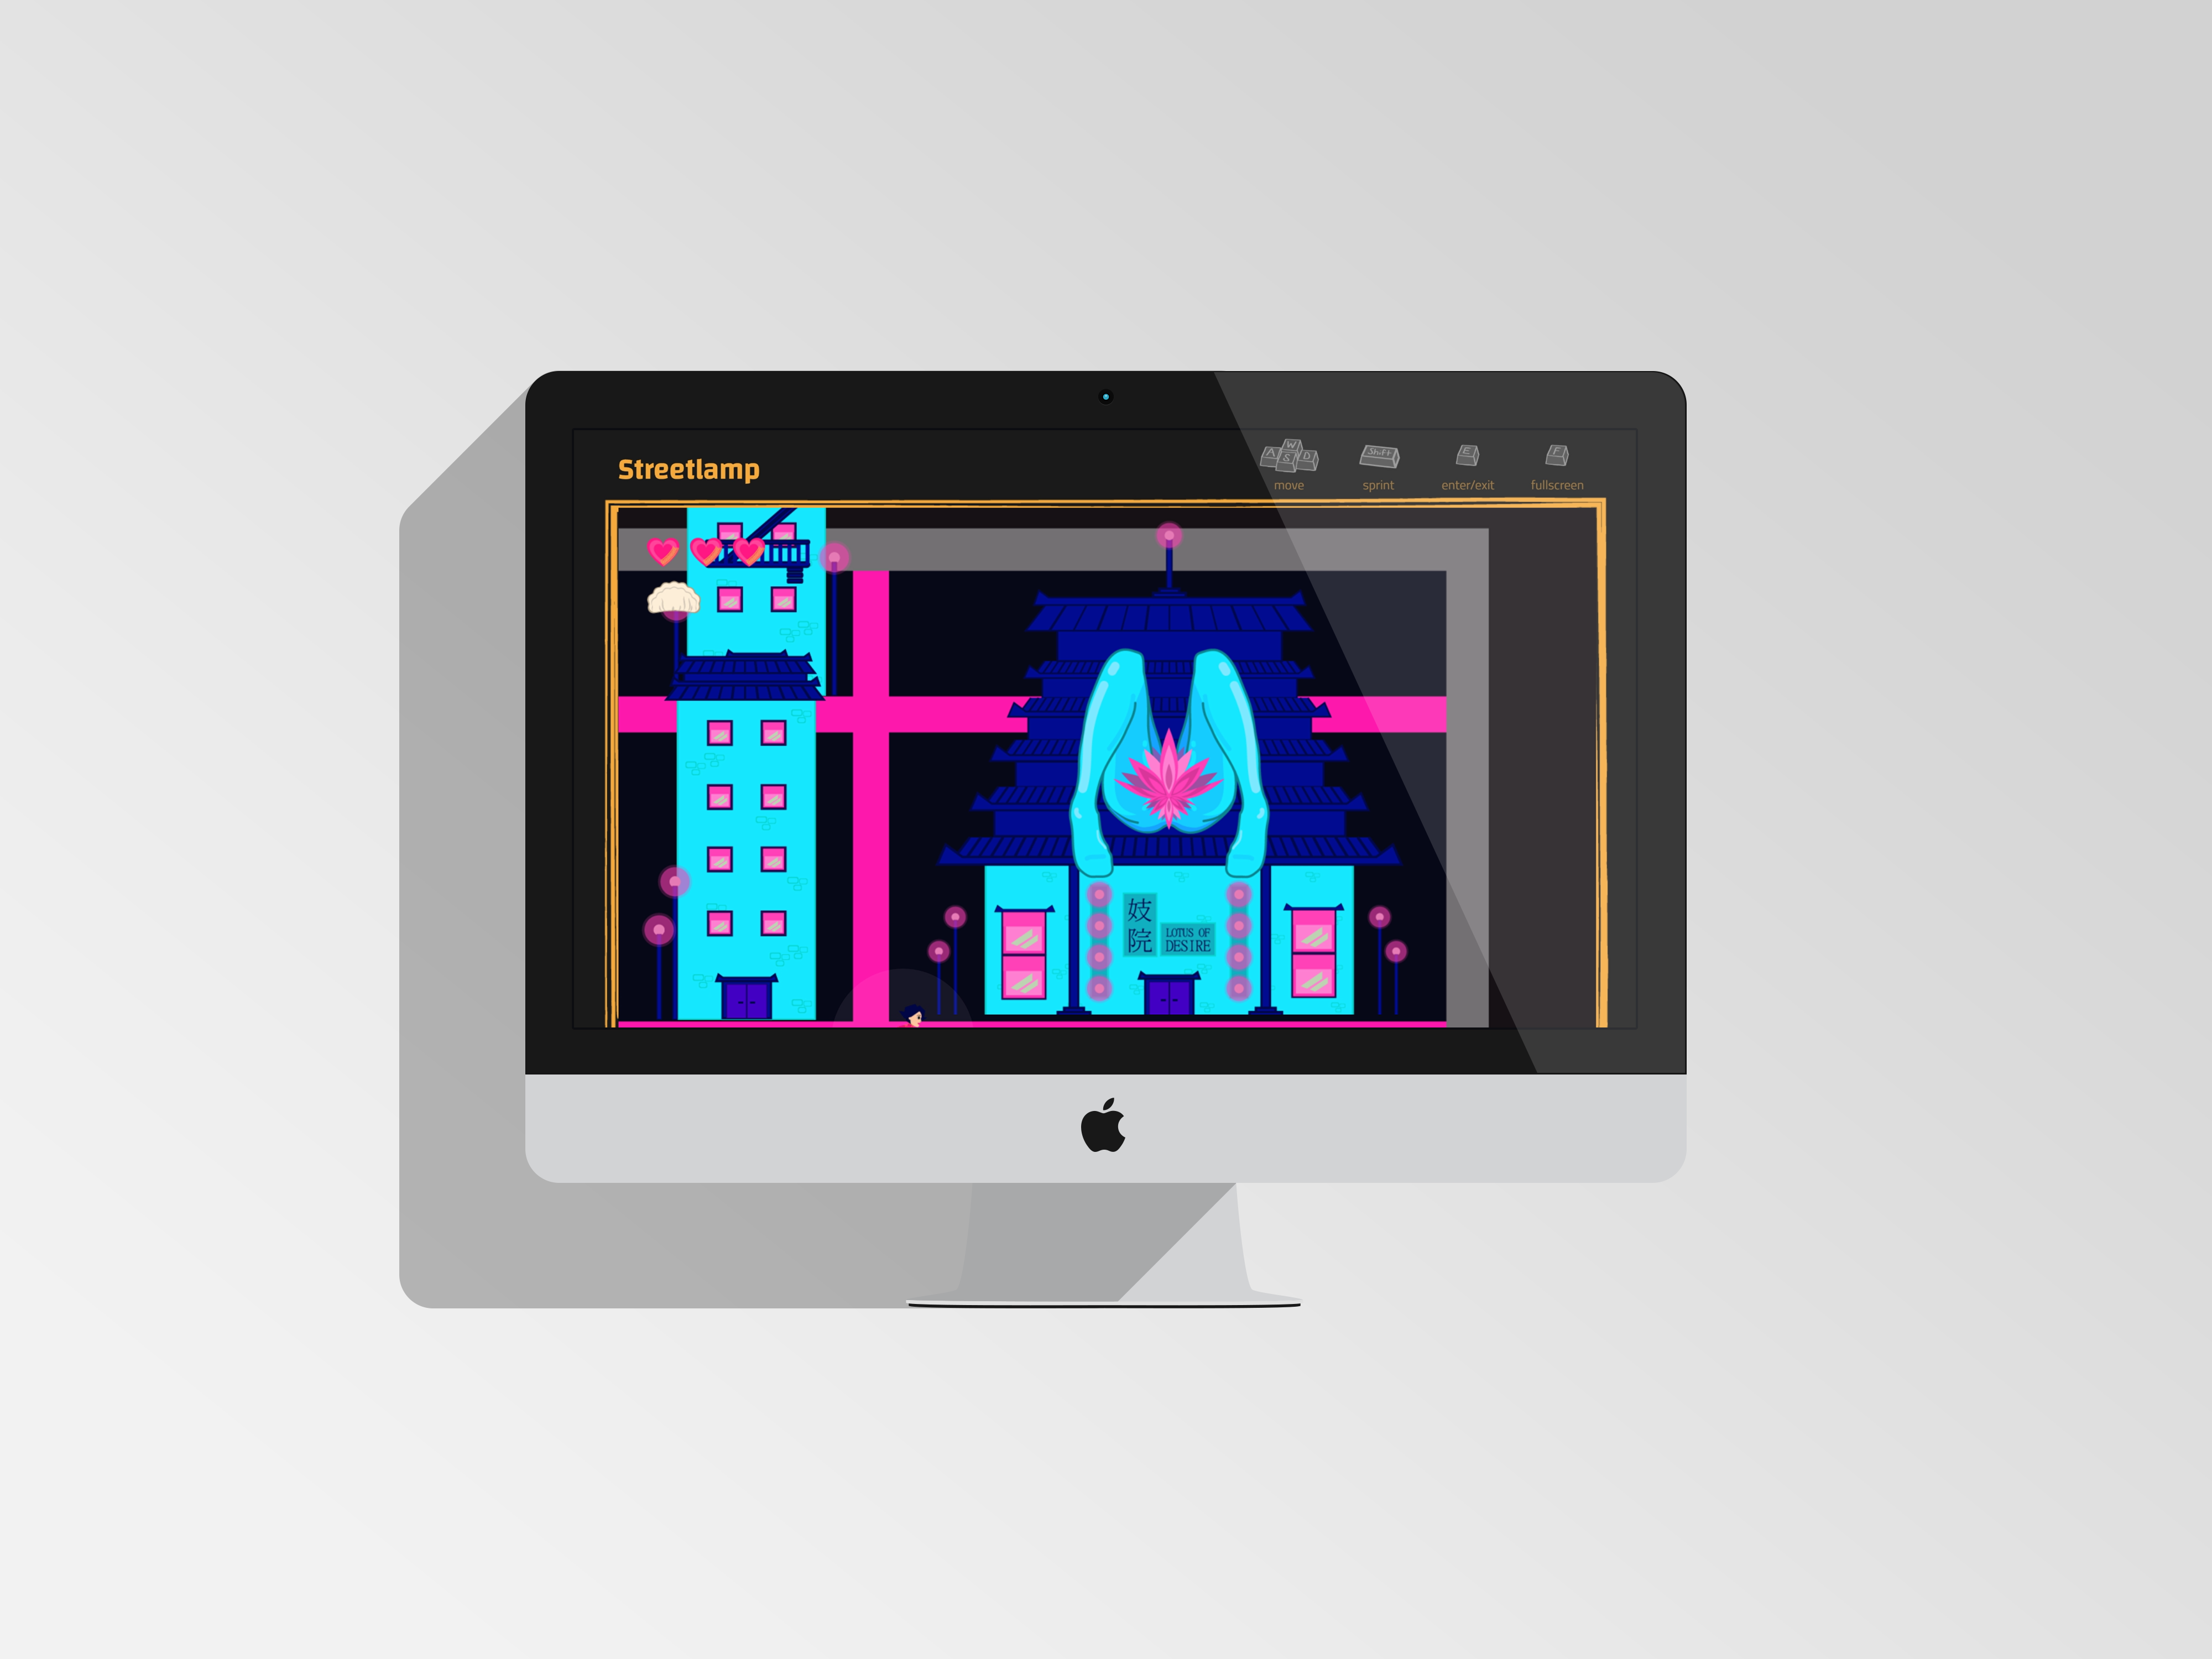 Streetlamp
W
A S D
move
Shift
sprint
E
enter/exit
F
fullscreen
妓
院
LOTUS OF
DESIRE